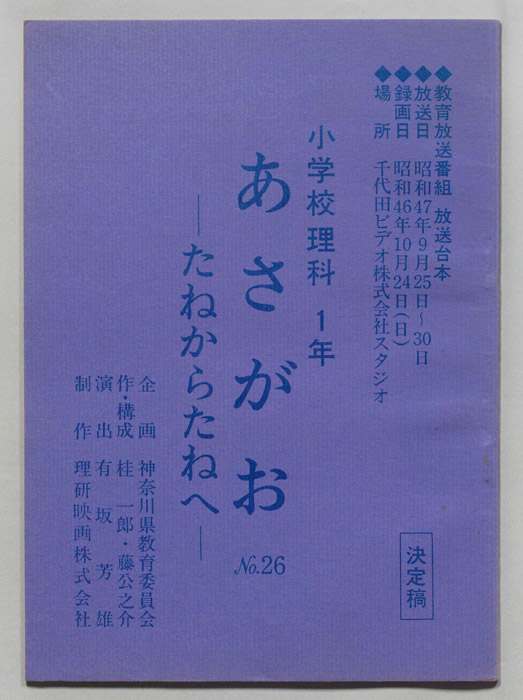 ◆教育放送番組 放送台本
◆放送日 昭和47年9月25日~30日
◆録画日 昭和46年10月24日(日)
◆場所 千代田ビデオ株式会社スタジオ
小学校理科 1年
あさがお
No.26
―たねからたねへ―
決定稿
企画 神奈川県教育委員会
作・構成 桂一郎・藤公之介
演出 有坂芳雄
制作 理研映画株式会社